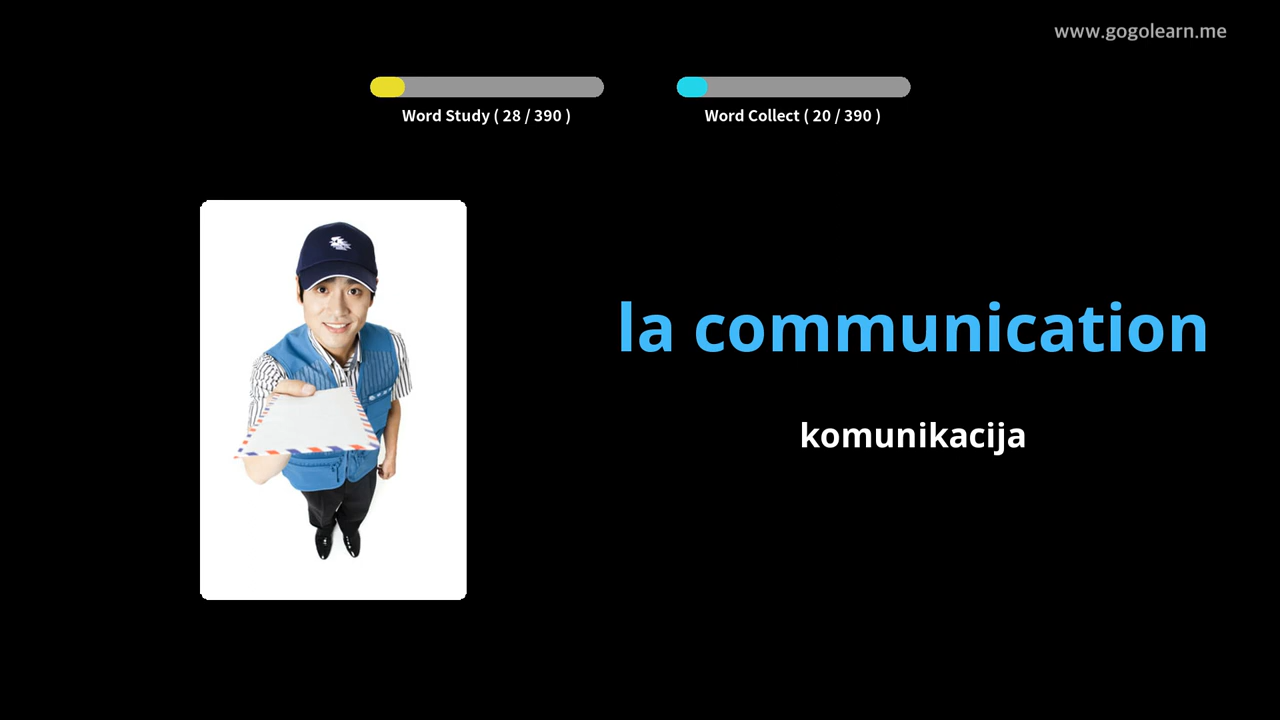 www.gogolearn.me
Word Study ( 28 / 390 )
Word Collect ( 20 / 390 )
la communication
komunikacija